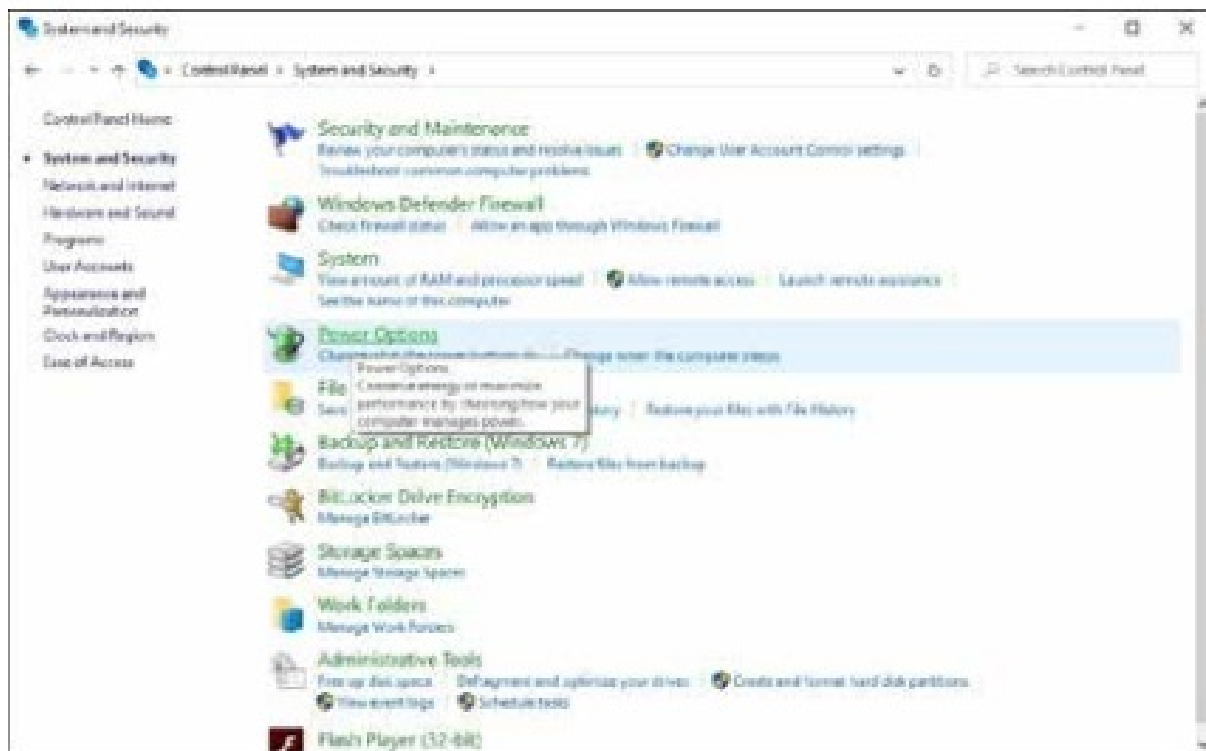 System and Security
Control Panel › System and Security ›
Search Control Panel
Control Panel Home
System and Security
Network and Internet
Hardware and Sound
Programs
User Accounts
Appearance and
Personalization
Clock and Region
Ease of Access
Security and Maintenance
Review your computer's status and resolve issues
Change User Account Control settings
Troubleshoot common computer problems
Windows Defender Firewall
Check firewall status
Allow an app through Windows Firewall
System
View amount of RAM and processor speed
Allow remote access
Launch remote assistance
See the name of this computer
Power Options
Change what the power buttons do
Change when the computer sleeps
Power Options
Conserve energy or maximize
performance by choosing how your
computer manages power.
File
Restore your files with File History
Backup and Restore (Windows 7)
Backup and Restore (Windows 7)
Restore files from backup
BitLocker Drive Encryption
Manage BitLocker
Storage Spaces
Manage Storage Spaces
Work Folders
Manage Work Folders
Administrative Tools
Free up disk space
Defragment and optimize your drives
Create and format hard disk partitions
View event logs
Schedule tasks
Flash Player (32-bit)